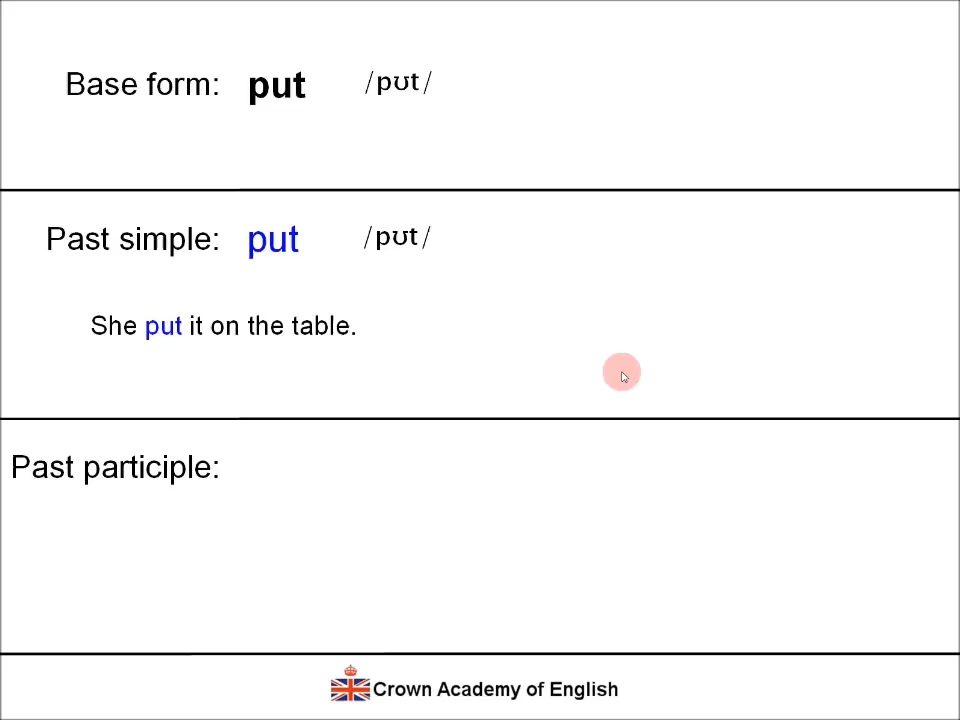 Base form: put /pʊt/
Past simple: put /pʊt/
She put it on the table.
Past participle:
Crown Academy of English